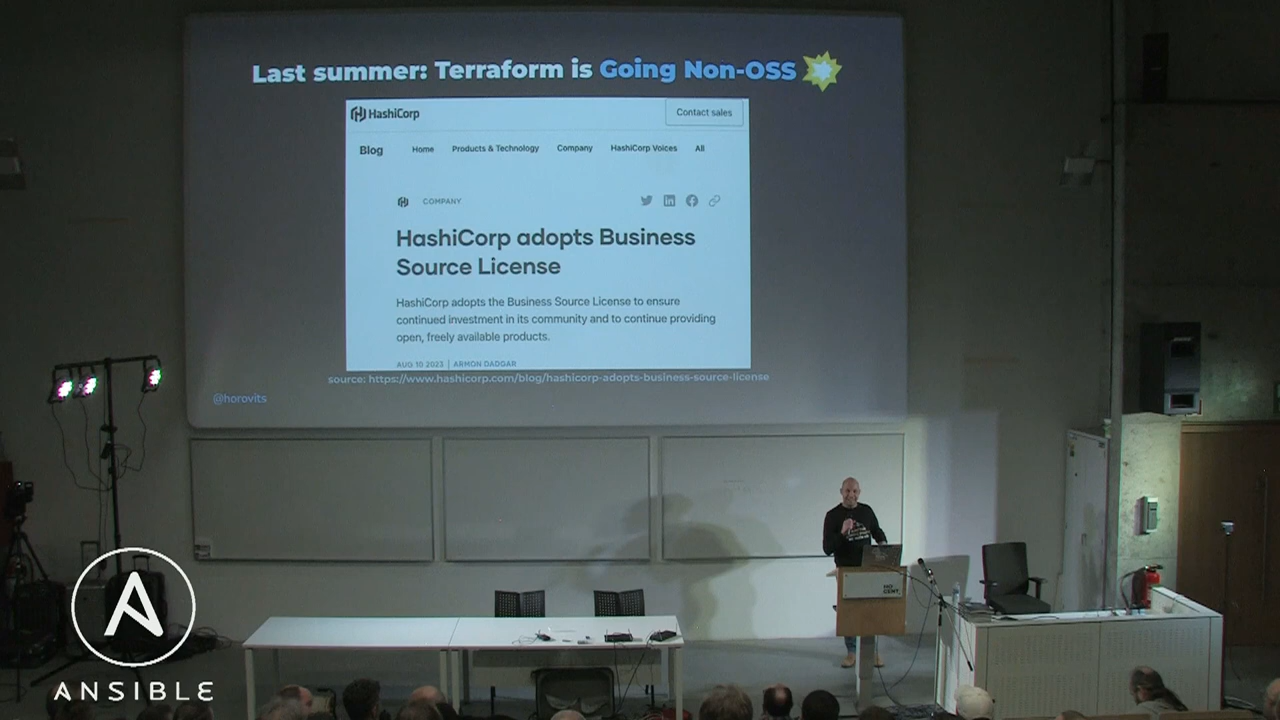 Last summer: Terraform is Going Non-OSS
HashiCorp
Contact sales
Blog
Home
Products & Technology
Company
HashiCorp Voices
All
COMPANY
HashiCorp adopts Business
Source License
HashiCorp adopts the Business Source License to ensure
continued investment in its community and to continue providing
open, freely available products.
AUG 10 2023 | ARMON DADGAR
source: https://www.hashicorp.com/blog/hashicorp-adopts-business-source-license
@horovits
HO
GENT
ANSIBLE